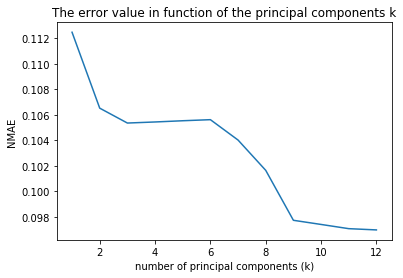 The error value in function of the principal components k
NMAE
0.112
0.110
0.108
0.106
0.104
0.102
0.100
0.098
2 4 6 8 10 12
number of principal components (k)